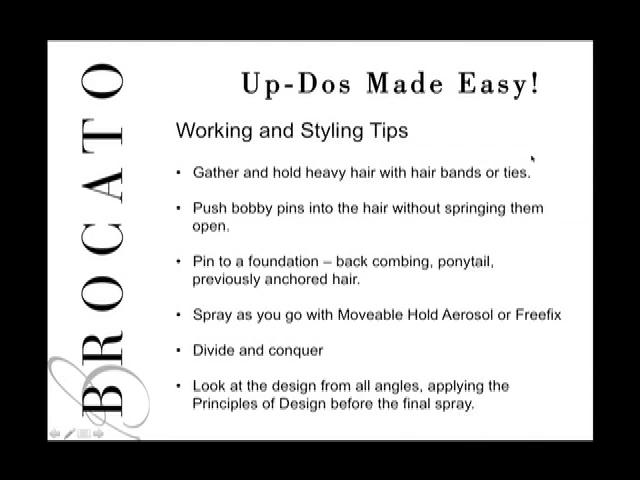 BROCATO
Up-Dos Made Easy!
Working and Styling Tips
• Gather and hold heavy hair with hair bands or ties.
• Push bobby pins into the hair without springing them
open.
• Pin to a foundation – back combing, ponytail,
previously anchored hair.
• Spray as you go with Moveable Hold Aerosol or Freefix
• Divide and conquer
• Look at the design from all angles, applying the
Principles of Design before the final spray.